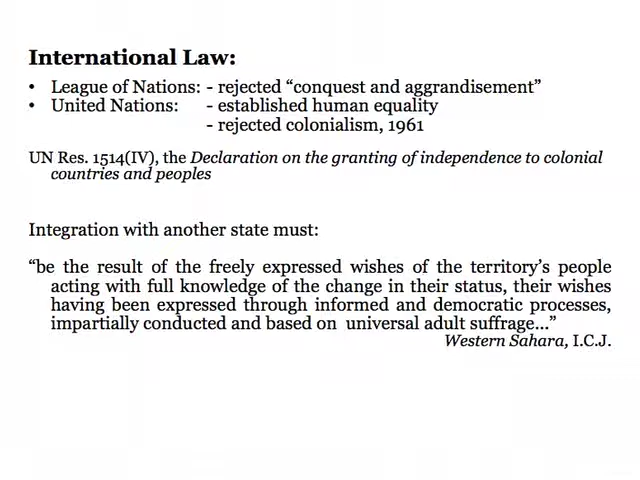 International Law:
• League of Nations: - rejected “conquest and aggrandisement”
• United Nations: - established human equality
- rejected colonialism, 1961
UN Res. 1514(IV), the Declaration on the granting of independence to colonial
countries and peoples
Integration with another state must:
“be the result of the freely expressed wishes of the territory’s people
acting with full knowledge of the change in their status, their wishes
having been expressed through informed and democratic processes,
impartially conducted and based on universal adult suffrage...”
Western Sahara, I.C.J.